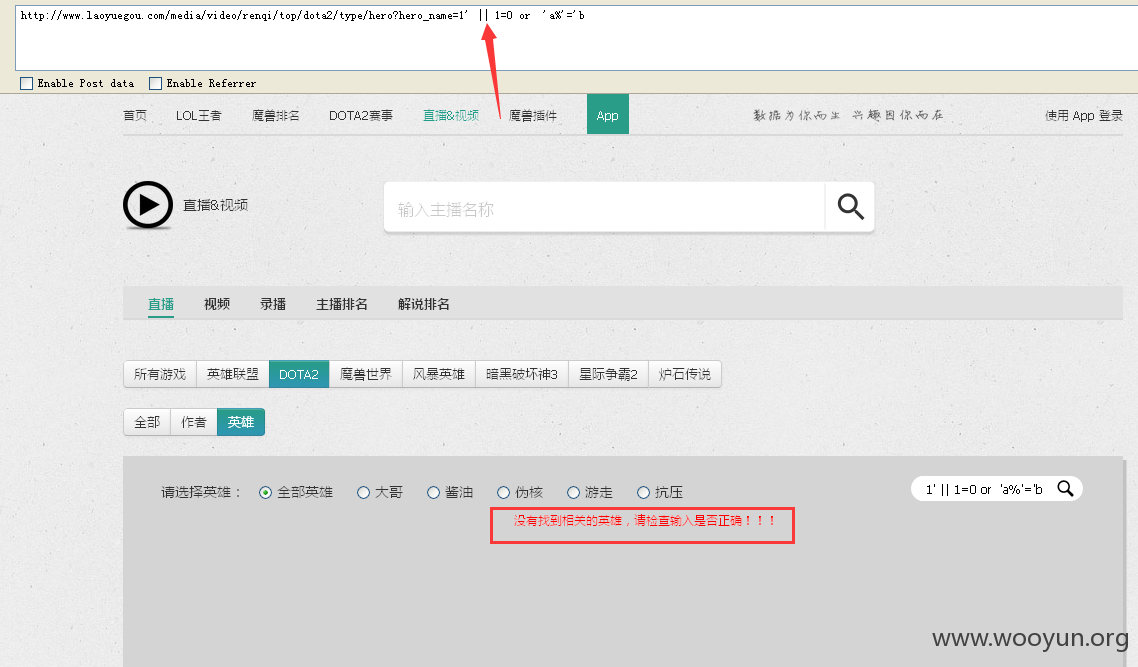 http://www.laoyuegou.com/media/video/renqi/top/dota2/type/hero?hero_name=1' || 1=0 or 'a%'='b
Enable Post data Enable Referrer
首页 LOL王者 魔兽排名 DOTA2赛事 直播&视频 魔兽插件 App 数据为你而生 兴趣因你而在 使用 App 登录
直播&视频 输入主播名称
直播 视频 录播 主播排名 解说排名
所有游戏 英雄联盟 DOTA2 魔兽世界 风暴英雄 暗黑破坏神3 星际争霸2 炉石传说
全部 作者 英雄
请选择英雄： 全部英雄 大哥 酱油 伪核 游走 抗压 1' || 1=0 or 'a%'='b
没有找到相关的英雄，请检查输入是否正确！！！
www.wooyun.org